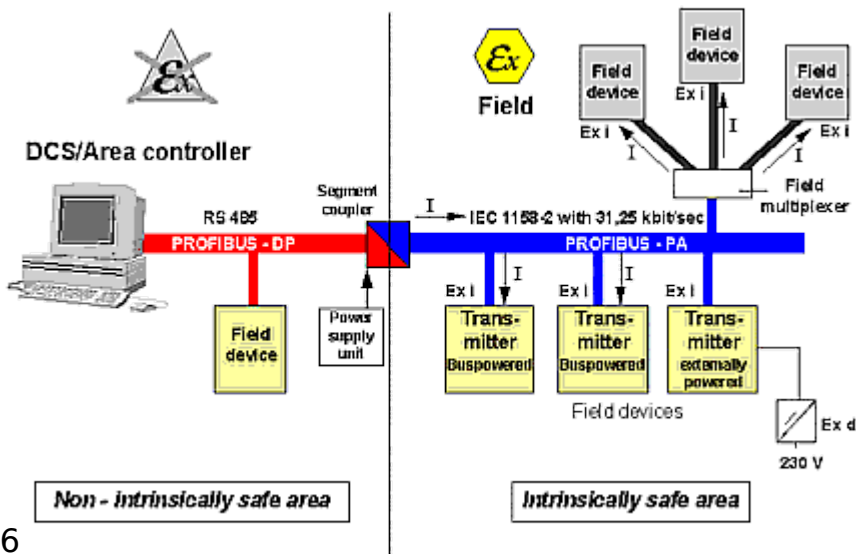 Ex
DCS/Area controller
RS 485
PROFIBUS - DP
Segment
coupler
Field
device
Power
supply
unit
Non - intrinsically safe area
Ex
Field
Field
device
Field
device
Field
device
Ex i
Ex i
Ex i
I
I
I
Field
multiplexer
I
IEC 1158-2 with 31,25 kbit/sec
PROFIBUS - PA
I
I
Ex i
Ex i
Ex i
Trans-
mitter
Buspowered
Trans-
mitter
Buspowered
Trans-
mitter
externally
powered
Field devices
Ex d
230 V
Intrinsically safe area
6